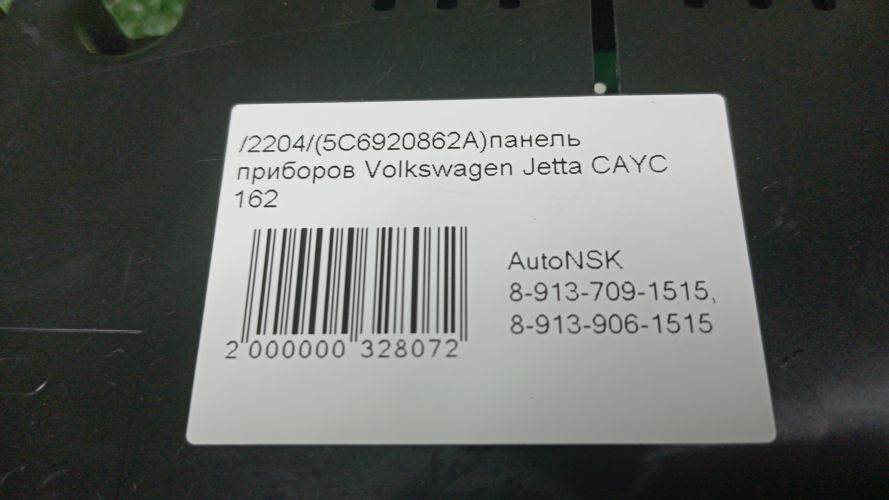 /2204/(5C6920862A)панель
приборов Volkswagen Jetta CAYC
162
AutoNSK
8-913-709-1515,
8-913-906-1515
2 000000 328072